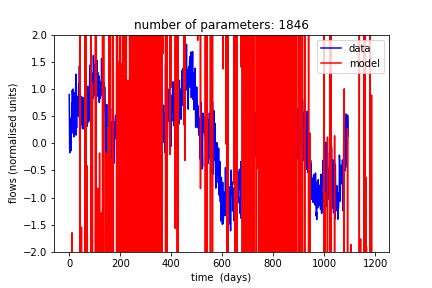 number of parameters: 1846
data
model
flows (normalised units)
2.0
1.5
1.0
0.5
0.0
−0.5
−1.0
−1.5
−2.0
0 200 400 600 800 1000 1200
time (days)